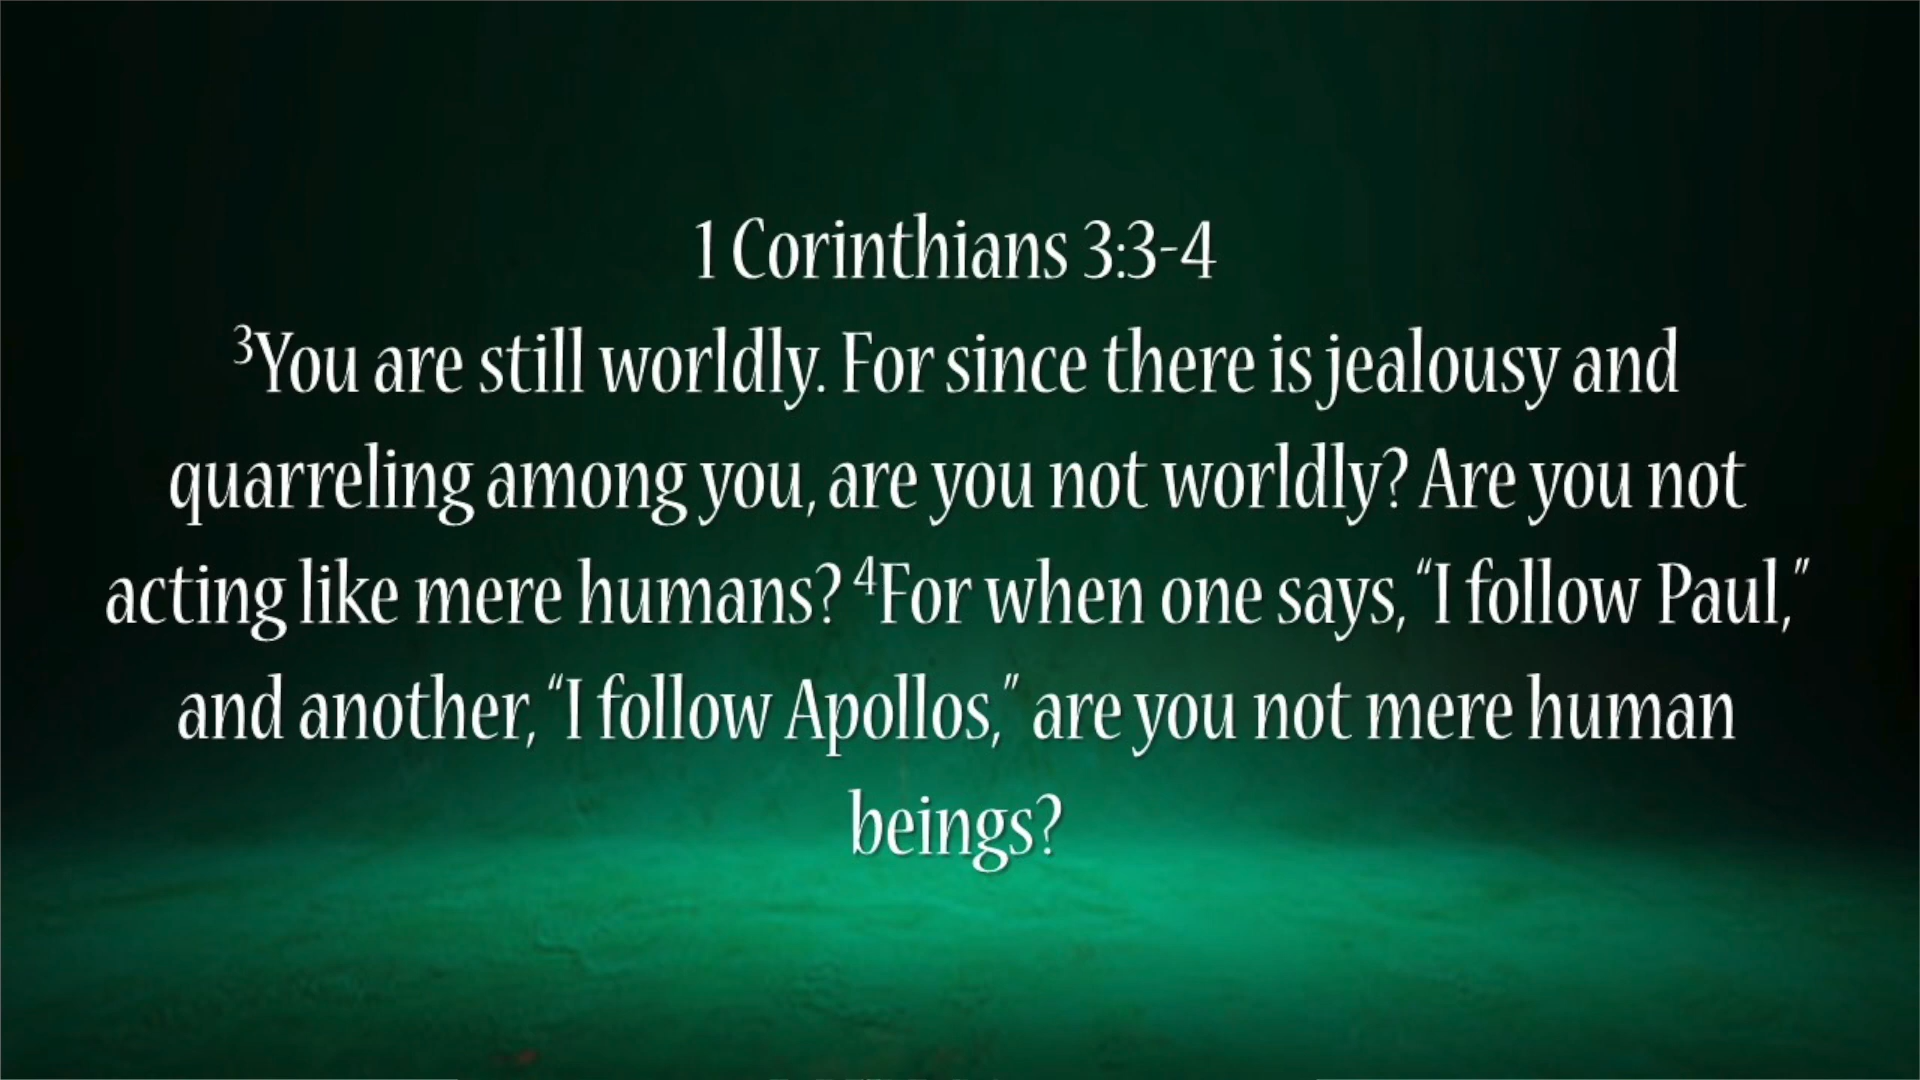 1 Corinthians 3:3-4
³You are still worldly. For since there is jealousy and
quarreling among you, are you not worldly? Are you not
acting like mere humans? ⁴For when one says, “I follow Paul,”
and another, “I follow Apollos,” are you not mere human
beings?